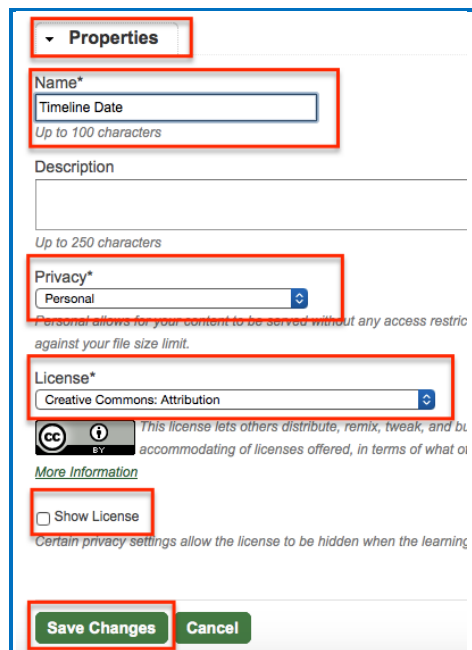 Properties
Name*
Timeline Date
Up to 100 characters
Description
Up to 250 characters
Privacy*
Personal
Personal allows for your content to be served without any access restric
against your file size limit.
License*
Creative Commons: Attribution
cc BY This license lets others distribute, remix, tweak, and bu
accommodating of licenses offered, in terms of what o
More Information
Show License
Certain privacy settings allow the license to be hidden when the learning
Save Changes Cancel